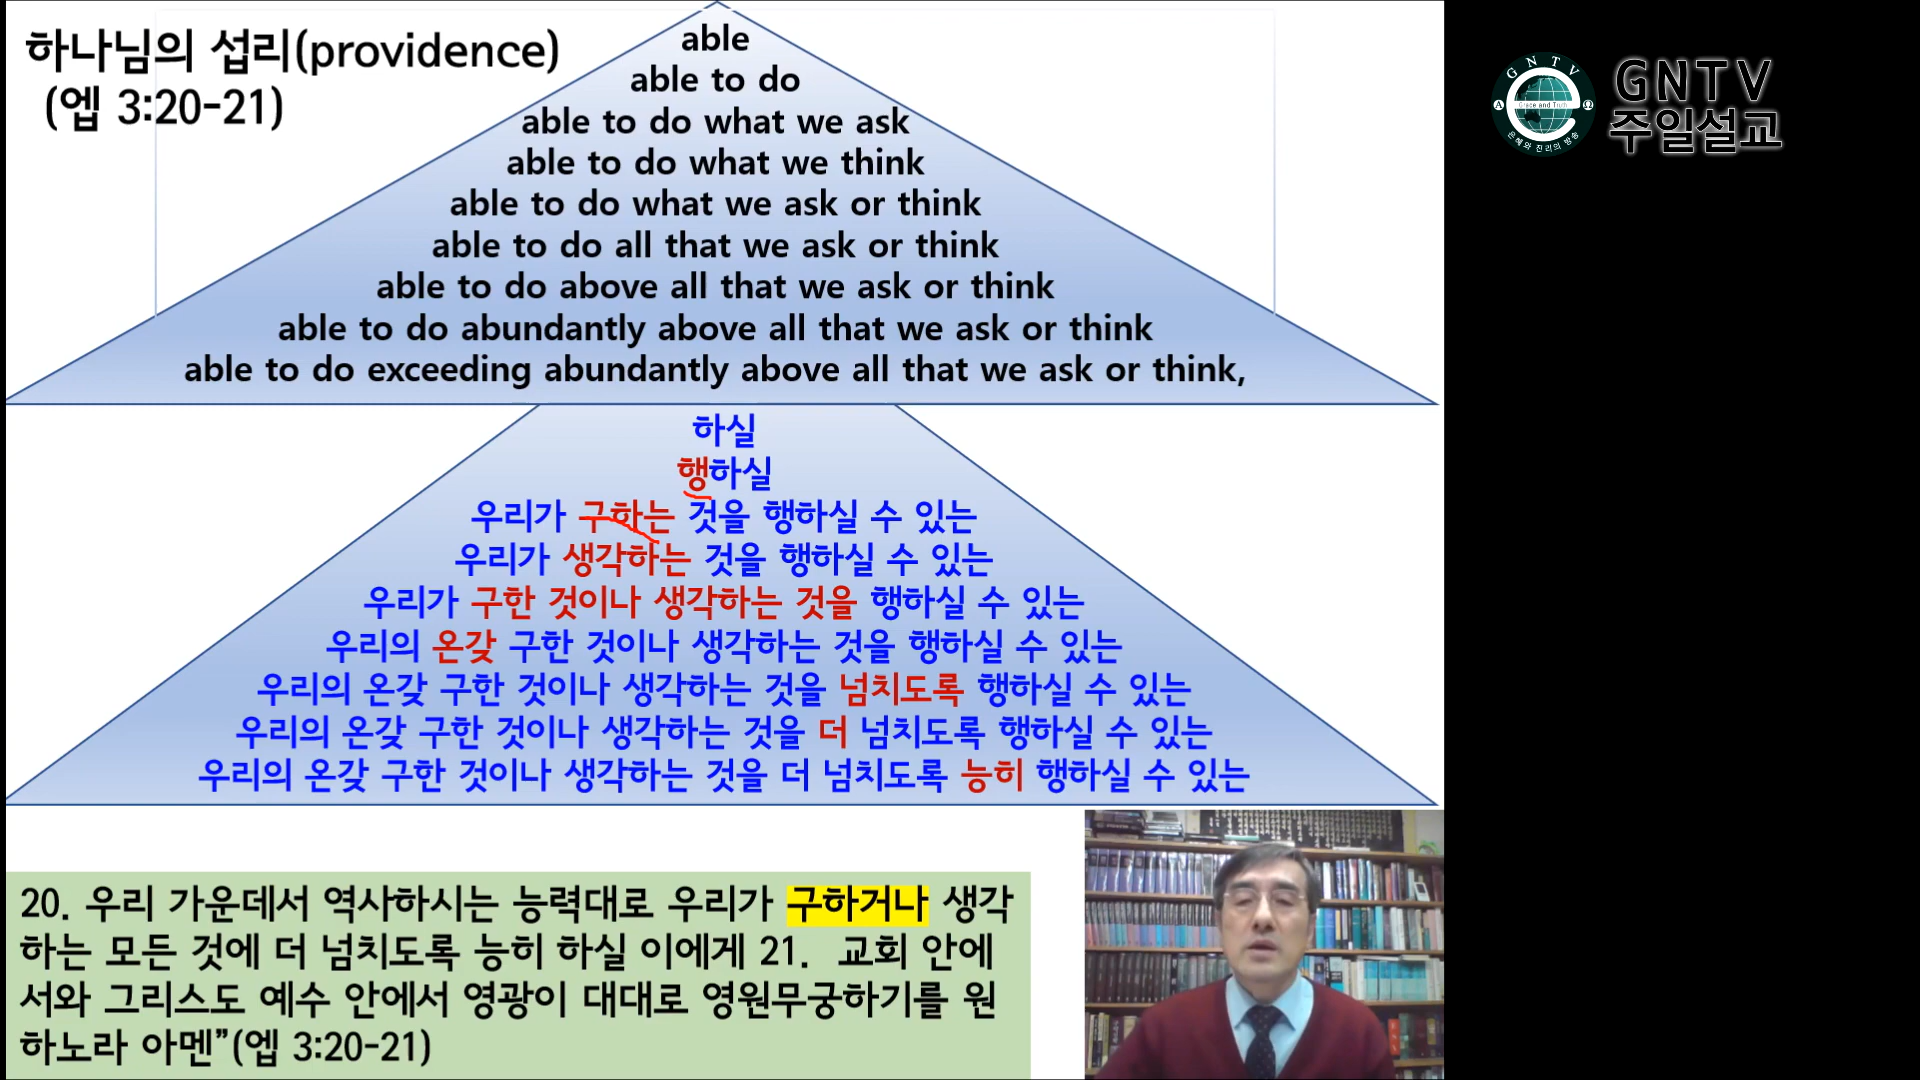 하나님의 섭리(providence)
(엡 3:20-21)
able
able to do
able to do what we ask
able to do what we think
able to do what we ask or think
able to do all that we ask or think
able to do above all that we ask or think
able to do abundantly above all that we ask or think
able to do exceeding abundantly above all that we ask or think,
하실
행하실
우리가 구하는 것을 행하실 수 있는
우리가 생각하는 것을 행하실 수 있는
우리가 구한 것이나 생각하는 것을 행하실 수 있는
우리의 온갖 구한 것이나 생각하는 것을 행하실 수 있는
우리의 온갖 구한 것이나 생각하는 것을 넘치도록 행하실 수 있는
우리의 온갖 구한 것이나 생각하는 것을 더 넘치도록 행하실 수 있는
우리의 온갖 구한 것이나 생각하는 것을 더 넘치도록 능히 행하실 수 있는
20. 우리 가운데서 역사하시는 능력대로 우리가 구하거나 생각
하는 모든 것에 더 넘치도록 능히 하실 이에게 21. 교회 안에
서와 그리스도 예수 안에서 영광이 대대로 영원무궁하기를 원
하노라 아멘”(엡 3:20-21)
GNTV
A Grace and Truth Ω
은혜와 진리의 방송
GNTV
주일설교